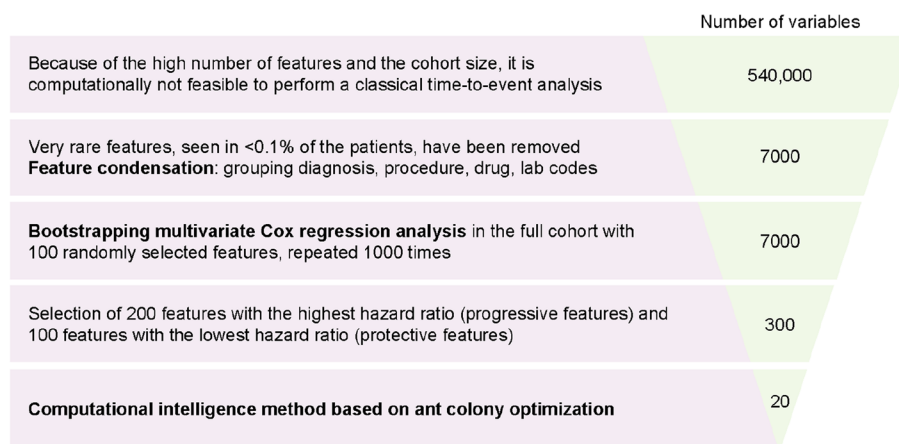 Number of variables
Because of the high number of features and the cohort size, it is
computationally not feasible to perform a classical time-to-event analysis
540,000
Very rare features, seen in <0.1% of the patients, have been removed
Feature condensation: grouping diagnosis, procedure, drug, lab codes
7000
Bootstrapping multivariate Cox regression analysis in the full cohort with
100 randomly selected features, repeated 1000 times
7000
Selection of 200 features with the highest hazard ratio (progressive features) and
100 features with the lowest hazard ratio (protective features)
300
Computational intelligence method based on ant colony optimization
20